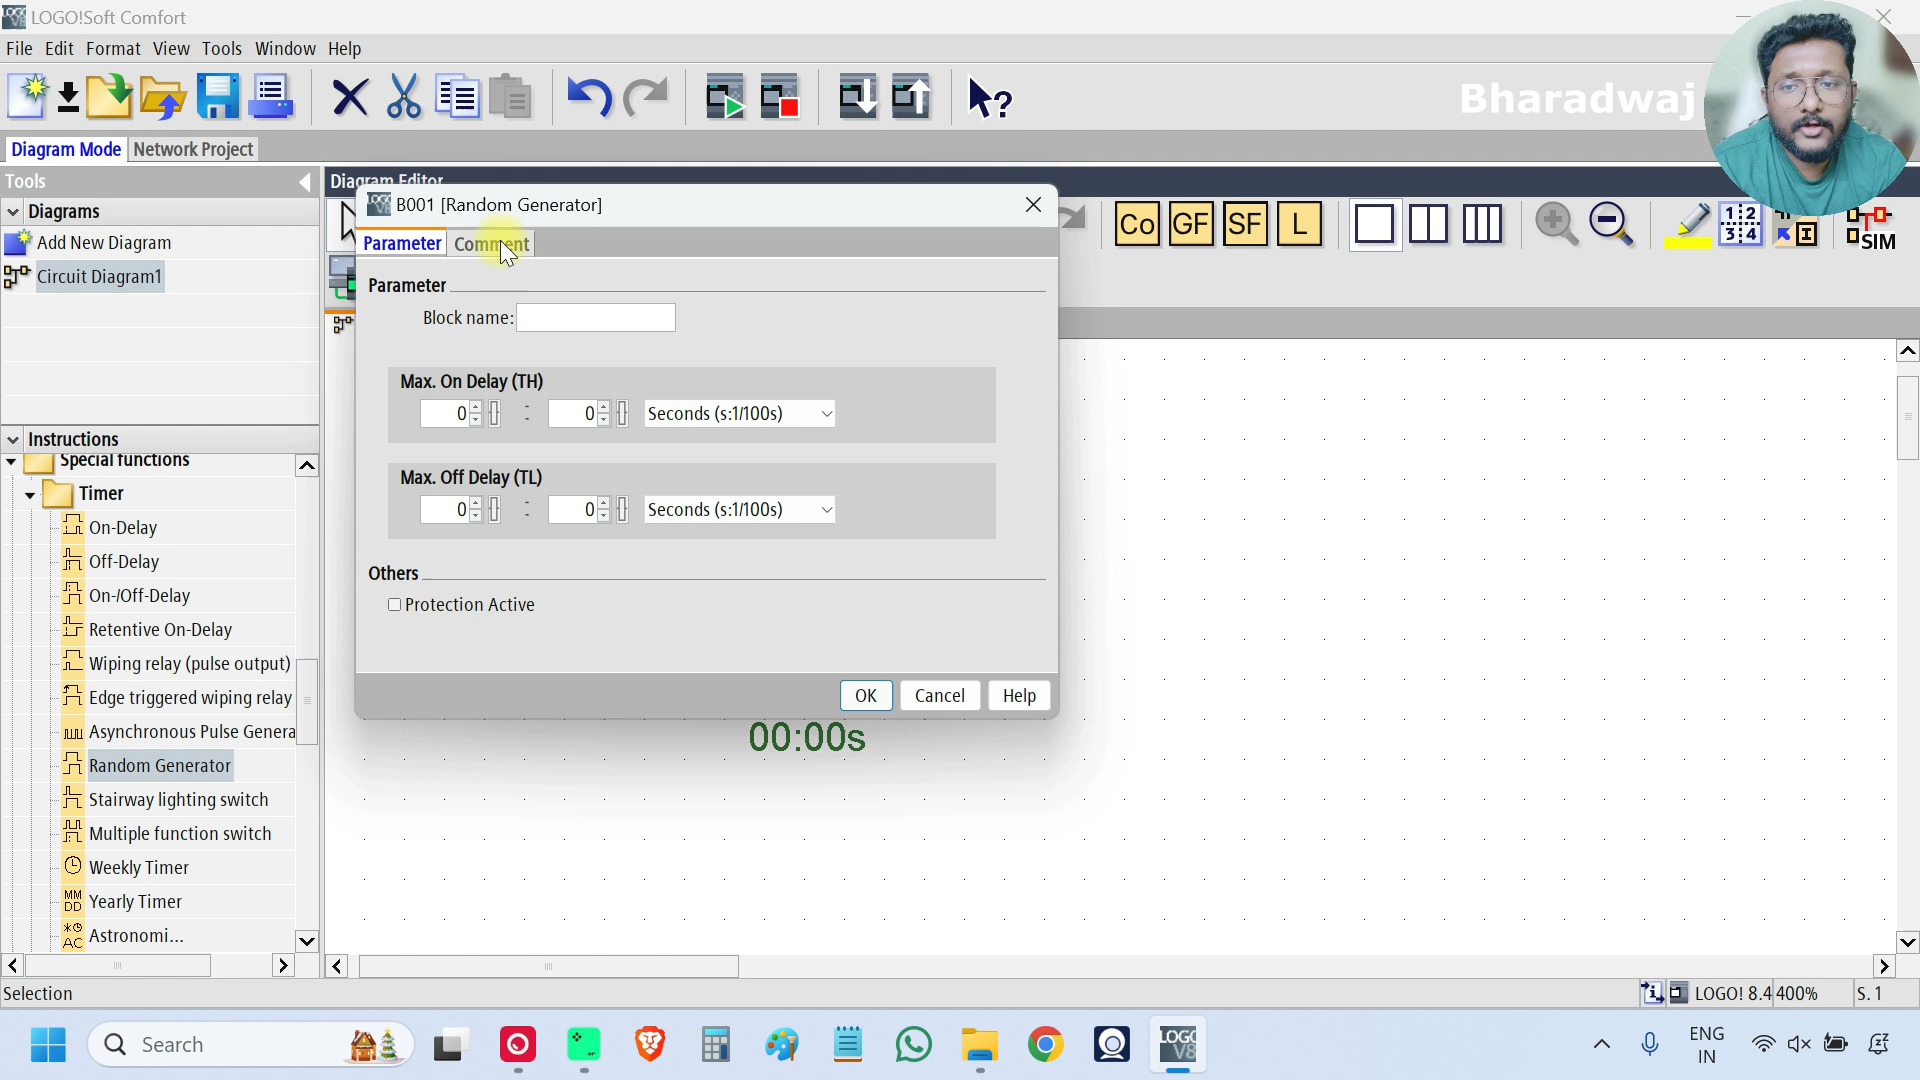 LOGO!Soft Comfort
File Edit Format View Tools Window Help
Bharadwaj
Diagram Mode Network Project
Tools
Diagram Editor
Diagrams
B001 [Random Generator]
Co GF SF L
SIM
Add New Diagram
Parameter Comment
Circuit Diagram1
Parameter
Block name:
Max. On Delay (TH)
0 : 0 Seconds (s:1/100s)
Instructions
Special functions
Max. Off Delay (TL)
Timer
0 : 0 Seconds (s:1/100s)
On-Delay
Off-Delay
Others
On-/Off-Delay
Protection Active
Retentive On-Delay
Wiping relay (pulse output)
Edge triggered wiping relay
OK Cancel Help
Asynchronous Pulse Genera
00:00s
Random Generator
Stairway lighting switch
Multiple function switch
Weekly Timer
MM
DD Yearly Timer
AC Astronomi...
Selection
LOGO! 8.4 400% S. 1
Search
LOGO
V8
ENG
IN